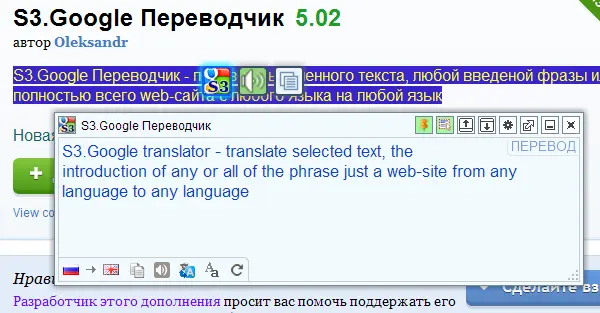 S3.Google Переводчик 5.02
автор Oleksandr
S3.Google Переводчик - п енного текста, любой введеной фразы и
полностью всего web-сайта с любого языка на любой язык
Новая
S3.Google Переводчик
ПЕРЕВОД
S3.Google translator - translate selected text, the
introduction of any or all of the phrase just a web-site from any
language to any language
View co
Aa
Нрави
Сделайте вз
Разработчик этого дополнения просит вас помочь поддержать его